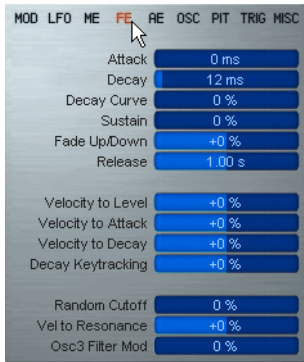 MOD LFO ME FE AE OSC PIT TRIG MISC
Attack 0 ms
Decay 12 ms
Decay Curve 0 %
Sustain 0 %
Fade Up/Down +0 %
Release 1.00 s
Velocity to Level +0 %
Velocity to Attack +0 %
Velocity to Decay +0 %
Decay Keytracking +0 %
Random Cutoff 0 %
Vel to Resonance +0 %
Osc3 Filter Mod 0 %